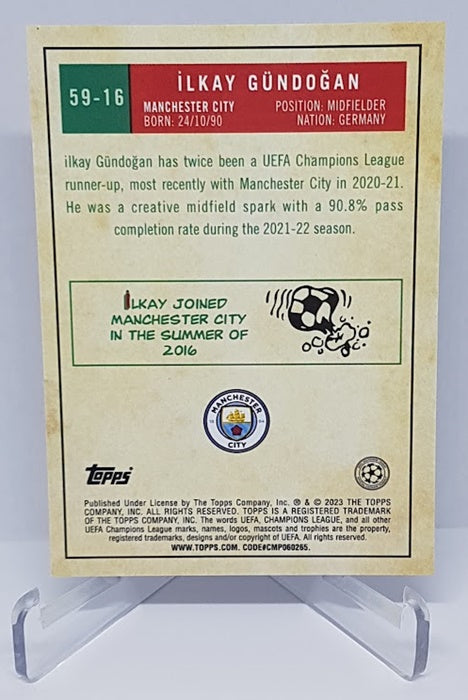 59-16
İLKAY GÜNDOĞAN
MANCHESTER CITY
BORN: 24/10/90
POSITION: MIDFIELDER
NATION: GERMANY
ilkay Gündoğan has twice been a UEFA Champions League
runner-up, most recently with Manchester City in 2020-21.
He was a creative midfield spark with a 90.8% pass
completion rate during the 2021-22 season.
İLKAY JOINED
MANCHESTER CITY
IN THE SUMMER OF
2016
MANCHESTER
18 94
CITY
Topps
Published Under License by The Topps Company, Inc. ® & © 2023 THE TOPPS
COMPANY, INC. ALL RIGHTS RESERVED. TOPPS IS A REGISTERED TRADEMARK
OF THE TOPPS COMPANY, INC. The words UEFA, CHAMPIONS LEAGUE, and all other
UEFA Champions League marks, names, logos, mascots and trophies are the property,
registered trademarks, designs and/or copyright of UEFA. All rights reserved.
WWW.TOPPS.COM. CODE#CMP060265.